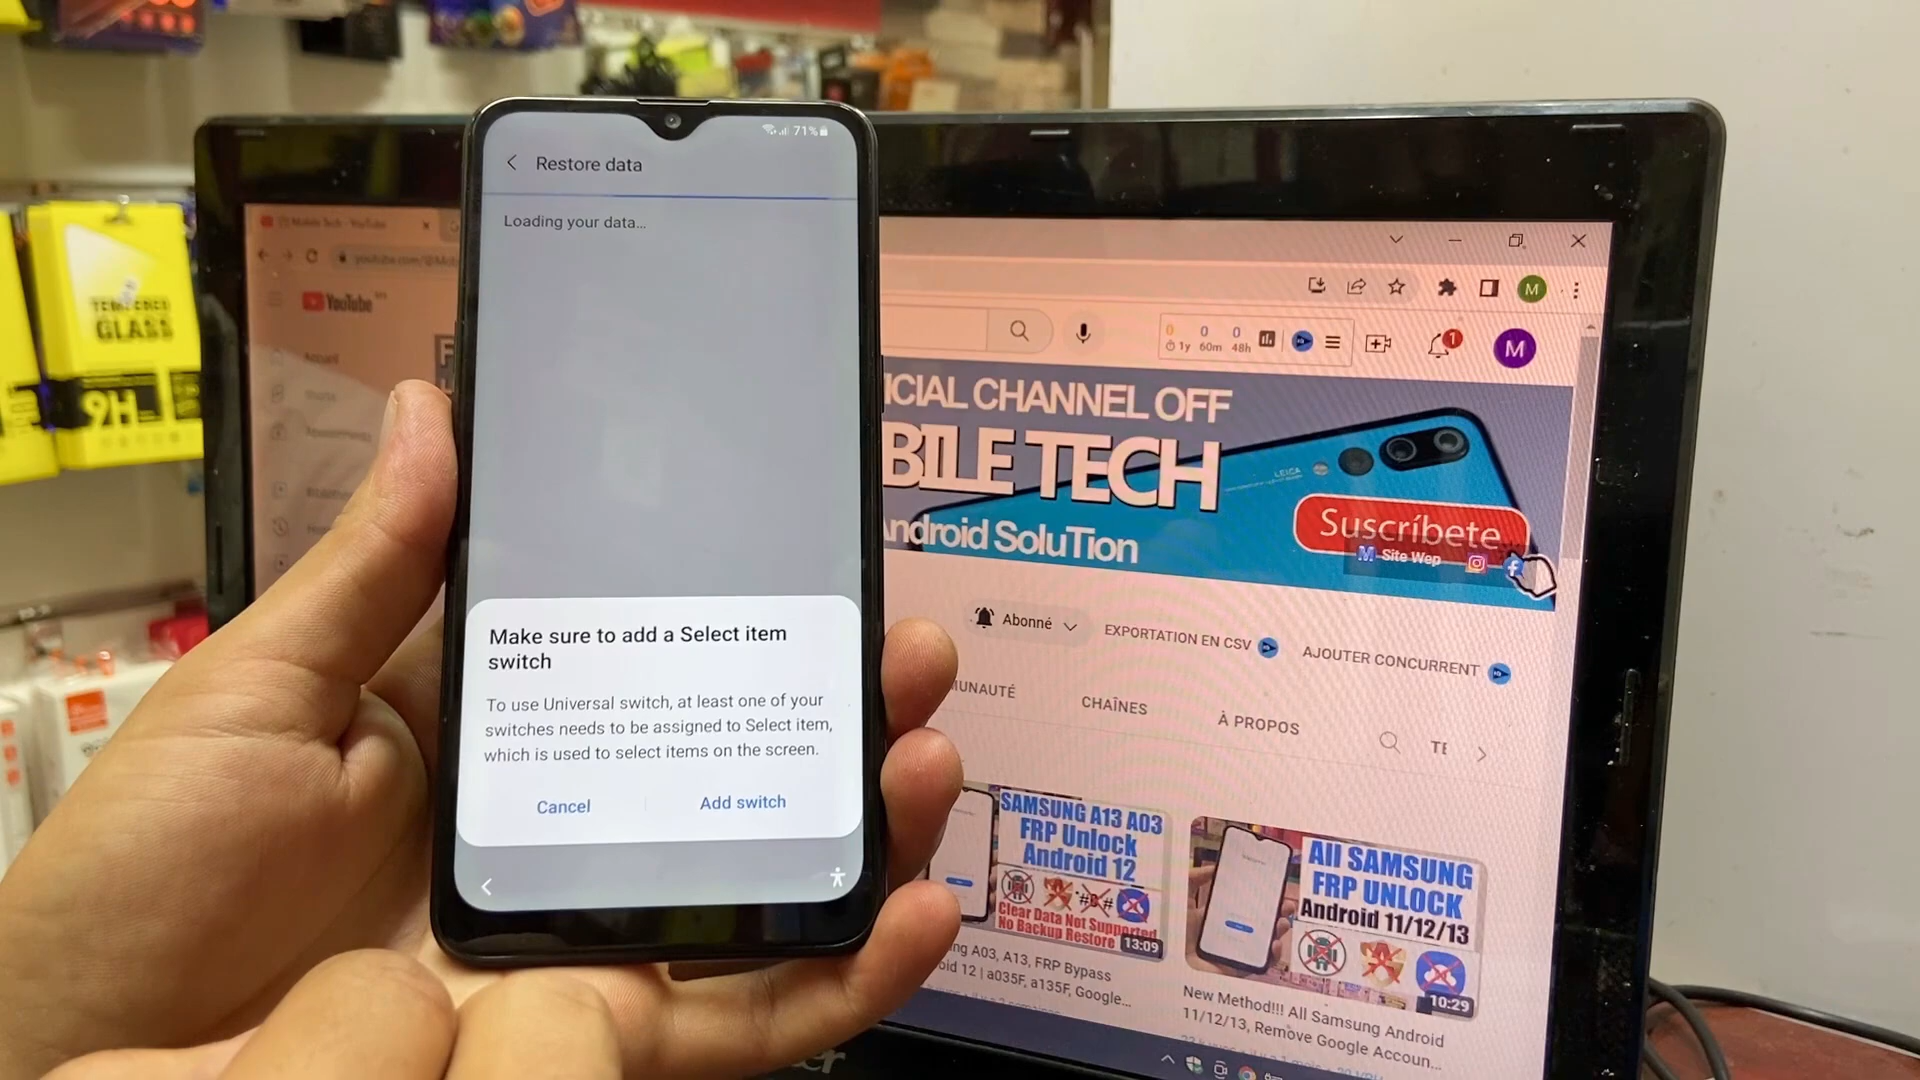 71%
Restore data
Loading your data...
Make sure to add a Select item
switch
To use Universal switch, at least one of your
switches needs to be assigned to Select item,
which is used to select items on the screen.
Cancel
Add switch
GLASS
9H
Mobile Tech - YouTube
YouTube
Accueil
0 0 0
1y 60m 48h
1
M
M
ICIAL CHANNEL OFF
BILE TECH
Android SoluTion
LEICA
Suscríbete
M Site Wep
Abonné
EXPORTATION EN CSV
AJOUTER CONCURRENT
MUNAUTÉ
CHAÎNES
À PROPOS
SAMSUNG A13 A03
FRP Unlock
Android 12
Clear Data Not Supported
No Backup Restore
13:09
ng A03, A13, FRP Bypass
oid 12 | a035F, a135F, Google...
All SAMSUNG
FRP UNLOCK
Android 11/12/13
10:29
New Method!!! All Samsung Android
11/12/13, Remove Google Accoun...